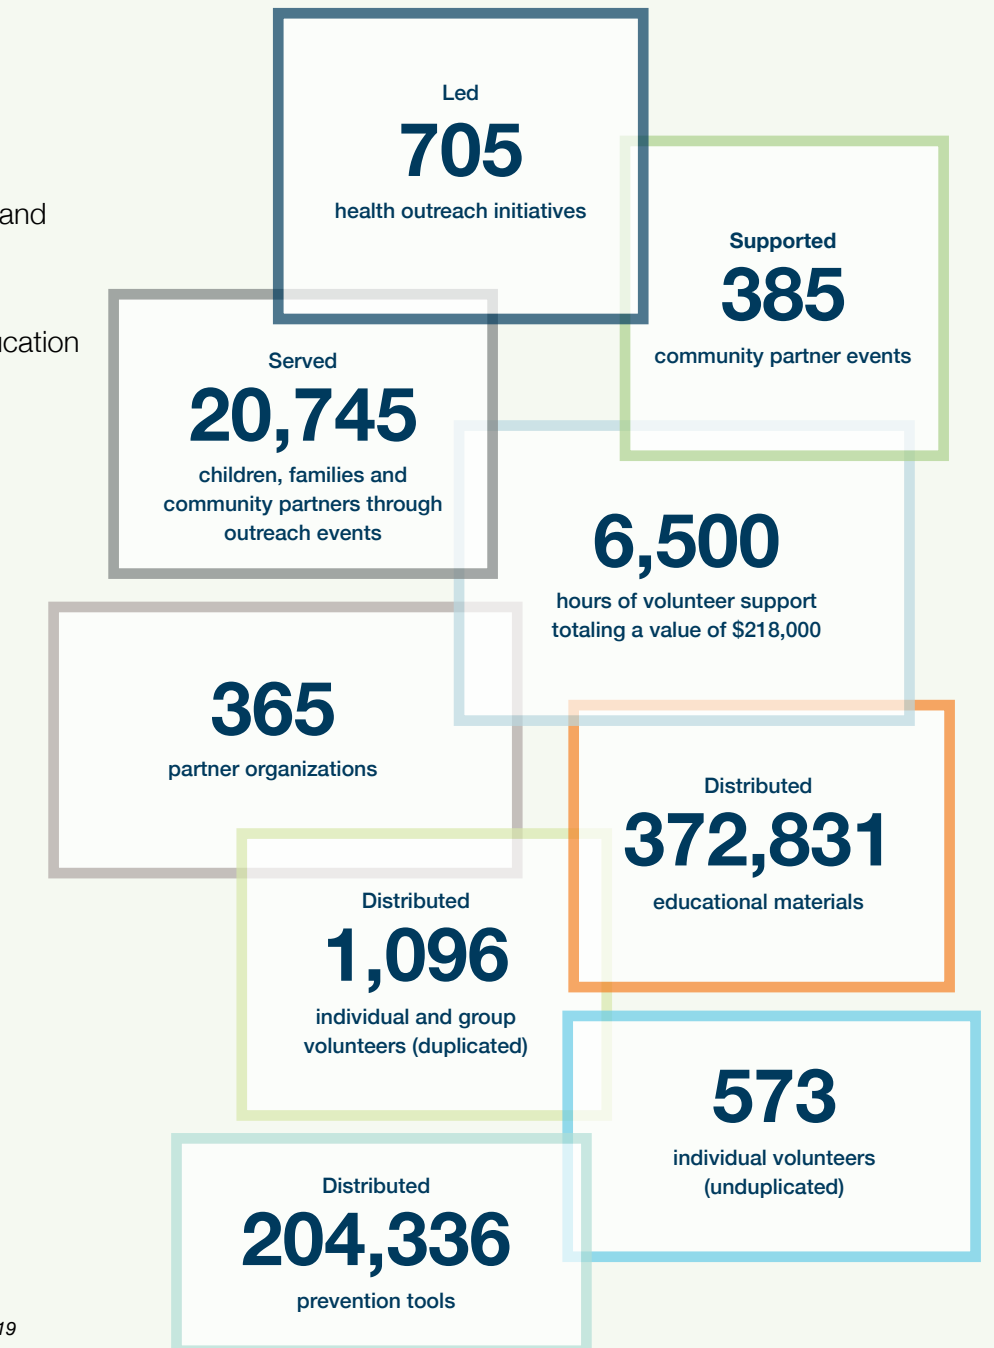 Led
705
health outreach initiatives
and
Supported
385
community partner events
ucation
Served
20,745
children, families and
community partners through
outreach events
6,500
hours of volunteer support
totaling a value of $218,000
365
partner organizations
Distributed
372,831
educational materials
Distributed
1,096
individual and group
volunteers (duplicated)
573
individual volunteers
(unduplicated)
Distributed
204,336
prevention tools
19